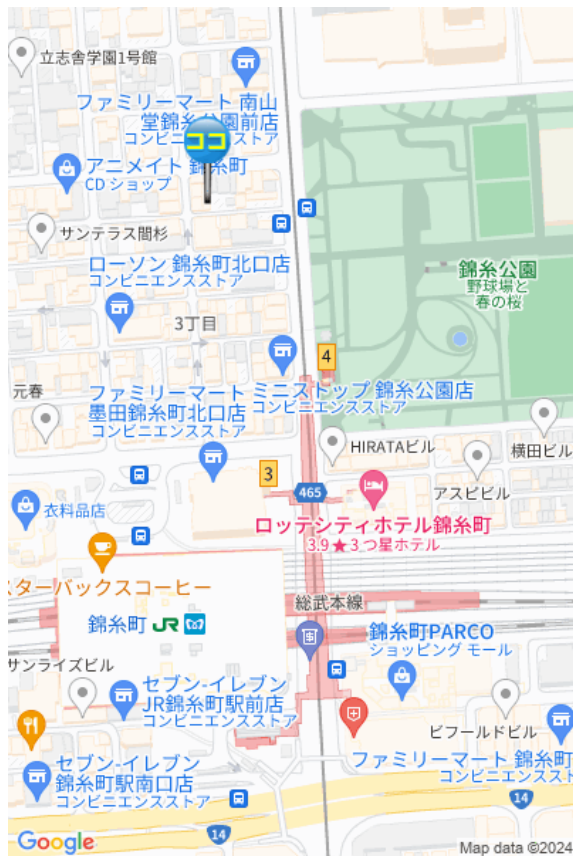 立志舎学園1号館
ファミリーマート 南山
堂錦糸公園前店
コンビニエンスストア
ココ
アニメイト 錦糸町
CD ショップ
サンテラス間杉
ローソン 錦糸町北口店
コンビニエンスストア
錦糸公園
野球場と
春の桜
3丁目
4
元春
ファミリーマート
墨田錦糸町北口店
コンビニエンスストア
ミニストップ 錦糸公園店
コンビニエンスストア
HIRATAビル
横田ビル
3
465
アスピビル
衣料品店
ロッテシティホテル錦糸町
3.9★3つ星ホテル
スターバックスコーヒー
総武本線
錦糸町 JR
錦糸町PARCO
ショッピング モール
サンライズビル
セブン-イレブン
JR錦糸町駅前店
コンビニエンスストア
ビフールドビル
セブン-イレブン
錦糸町駅南口店
コンビニエンスストア
ファミリーマート 錦糸町
コンビニエンススト
14
14
Google
Map data ©2024